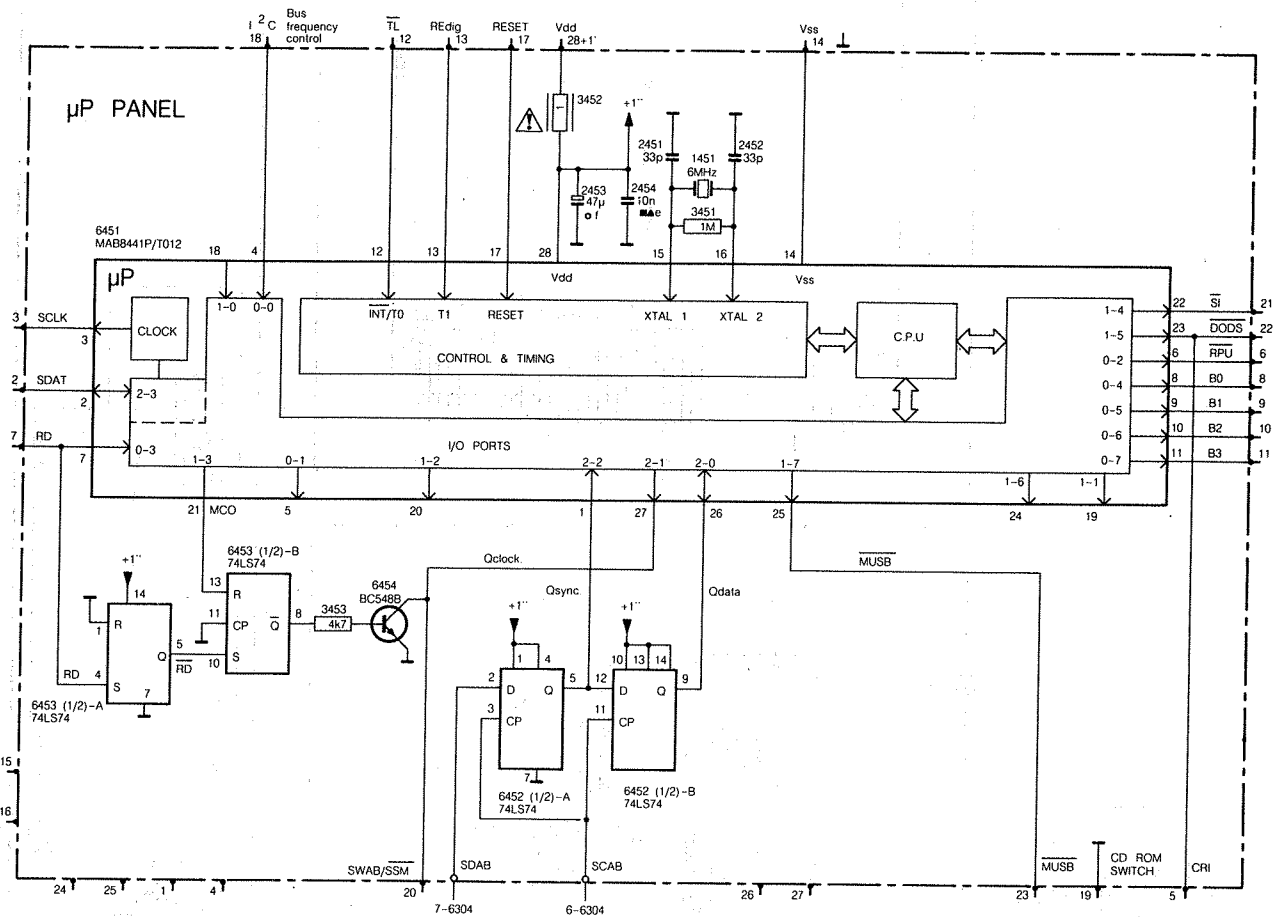 I 2 C Bus frequency control
18
TL
12
REdig
13
RESET
17
Vdd
28+1'
Vss
14
µP PANEL
3452
+1''
2451
33p
2452
33p
1451
6MHz
2453
47µ
2454
3451
1M
6451
MAB8441P/T012
18
4
12
13
17
28
15
16
14
µP
Vdd
Vss
1-0
0-0
INT/T0
T1
RESET
XTAL 1
XTAL 2
CONTROL & TIMING
C.P.U
CLOCK
3
SCLK
3
2
SDAT
2
2-3
7
RD
7
0-3
I/O PORTS
1-4
22
SI
21
1-5
23
DODS
22
0-2
6
RPU
6
0-4
8
B0
8
0-5
9
B1
9
0-6
10
B2
10
0-7
11
B3
11
1-3
0-1
1-2
2-2
2-1
2-0
1-7
1-6
1-1
21
MCO
5
20
1
27
26
25
24
19
6453 (1/2)-B
74LS74
Qclock.
MUSB
+1''
13
R
6454
BC548B
Qsync.
Qdata
14
11
CP
Q
8
3453
4k7
+1''
+1''
1
R
Q
5
RD
10
S
1
4
10
13
14
RD
4
S
7
2
D
Q
5
12
D
Q
9
3
CP
11
CP
6453 (1/2)-A
74LS74
7
6452 (1/2)-A
74LS74
6452 (1/2)-B
74LS74
15
16
24
25
1
4
SWAB/SSM
20
SDAB
7-6304
SCAB
6-6304
26
27
MUSB
23
CD ROM
SWITCH
19
CRI
5